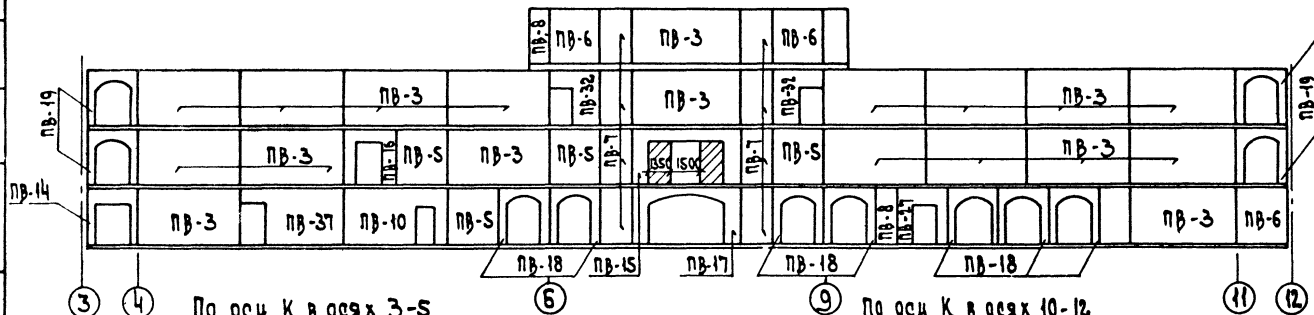 ПВ-8 ПВ-6 ПВ-3 ПВ-6
ПВ-19 ПВ-3 ПВ-32 ПВ-7 ПВ-3 ПВ-7 ПВ-32 ПВ-3 ПВ-19
ПВ-3 ПВ-16 ПВ-5 ПВ-3 ПВ-5 1350 1500 ПВ-5 ПВ-3
ПВ-14 ПВ-3 ПВ-37 ПВ-10 ПВ-5 ПВ-8 ПВ-27 ПВ-3 ПВ-6
ПВ-18 ПВ-15 ПВ-17 ПВ-18 ПВ-18
3 4 6 9 11 12
По оси К в осях 3-5 По оси К в осях 10-12